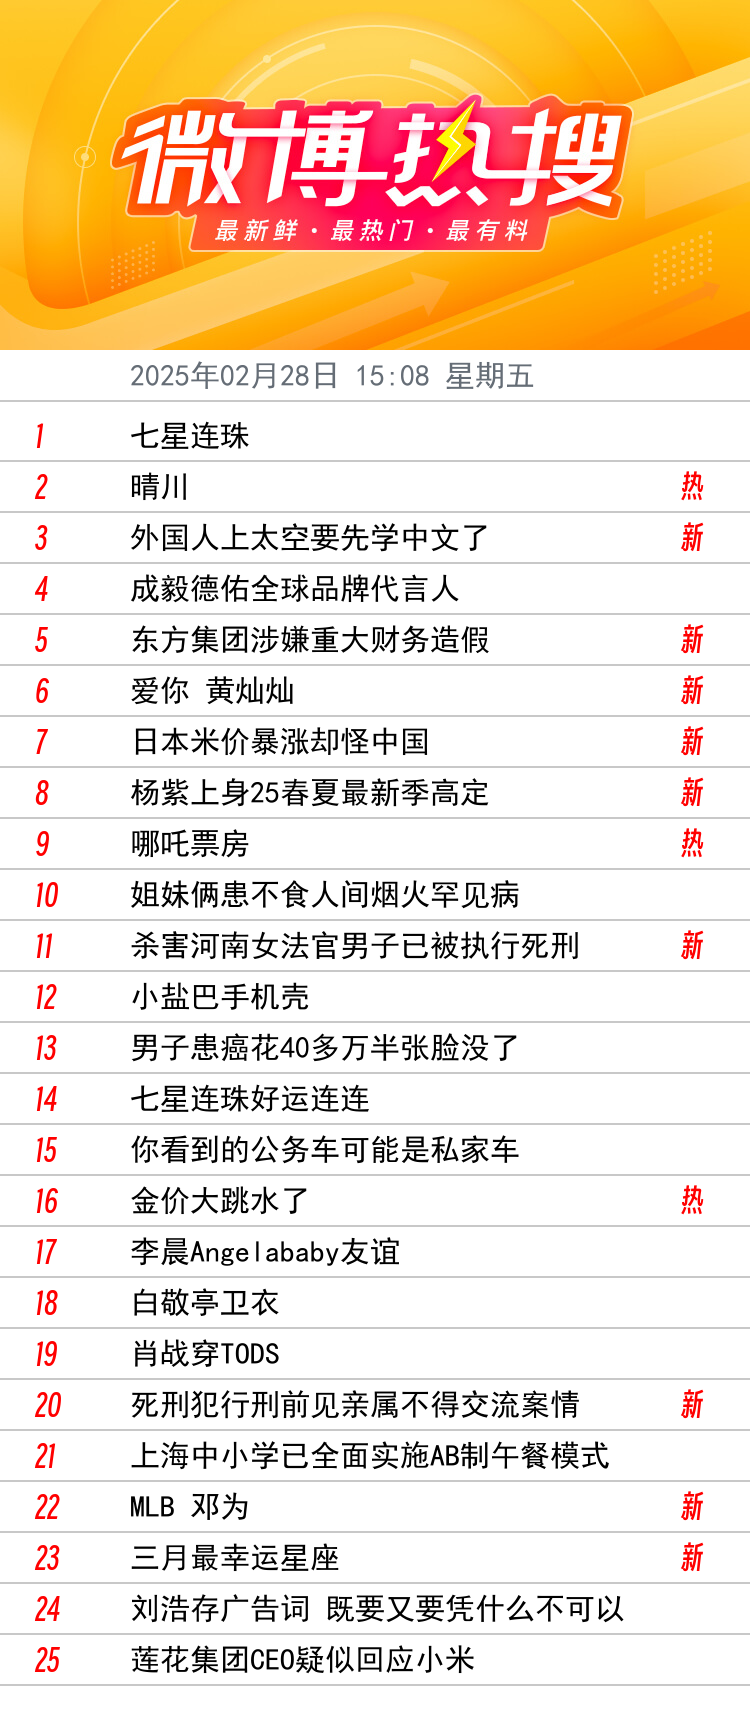 微博热搜
最新鲜·最热门·最有料
2025年02月28日 15:08 星期五
1 七星连珠
2 晴川 热
3 外国人上太空要先学中文了 新
4 成毅德佑全球品牌代言人
5 东方集团涉嫌重大财务造假 新
6 爱你 黄灿灿 新
7 日本米价暴涨却怪中国 新
8 杨紫上身25春夏最新季高定 新
9 哪吒票房 热
10 姐妹俩患不食人间烟火罕见病
11 杀害河南女法官男子已被执行死刑 新
12 小盐巴手机壳
13 男子患癌花40多万半张脸没了
14 七星连珠好运连连
15 你看到的公务车可能是私家车
16 金价大跳水了 热
17 李晨Angelababy友谊
18 白敬亭卫衣
19 肖战穿TODS
20 死刑犯行刑前见亲属不得交流案情 新
21 上海中小学已全面实施AB制午餐模式
22 MLB 邓为 新
23 三月最幸运星座 新
24 刘浩存广告词 既要又要凭什么不可以
25 莲花集团CEO疑似回应小米